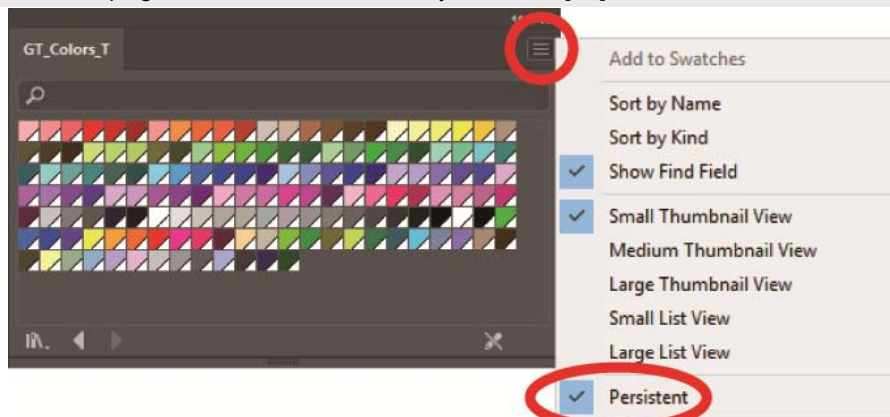 GT_Colors_T
Add to Swatches
Sort by Name
Sort by Kind
Show Find Field
Small Thumbnail View
Medium Thumbnail View
Large Thumbnail View
Small List View
Large List View
Persistent